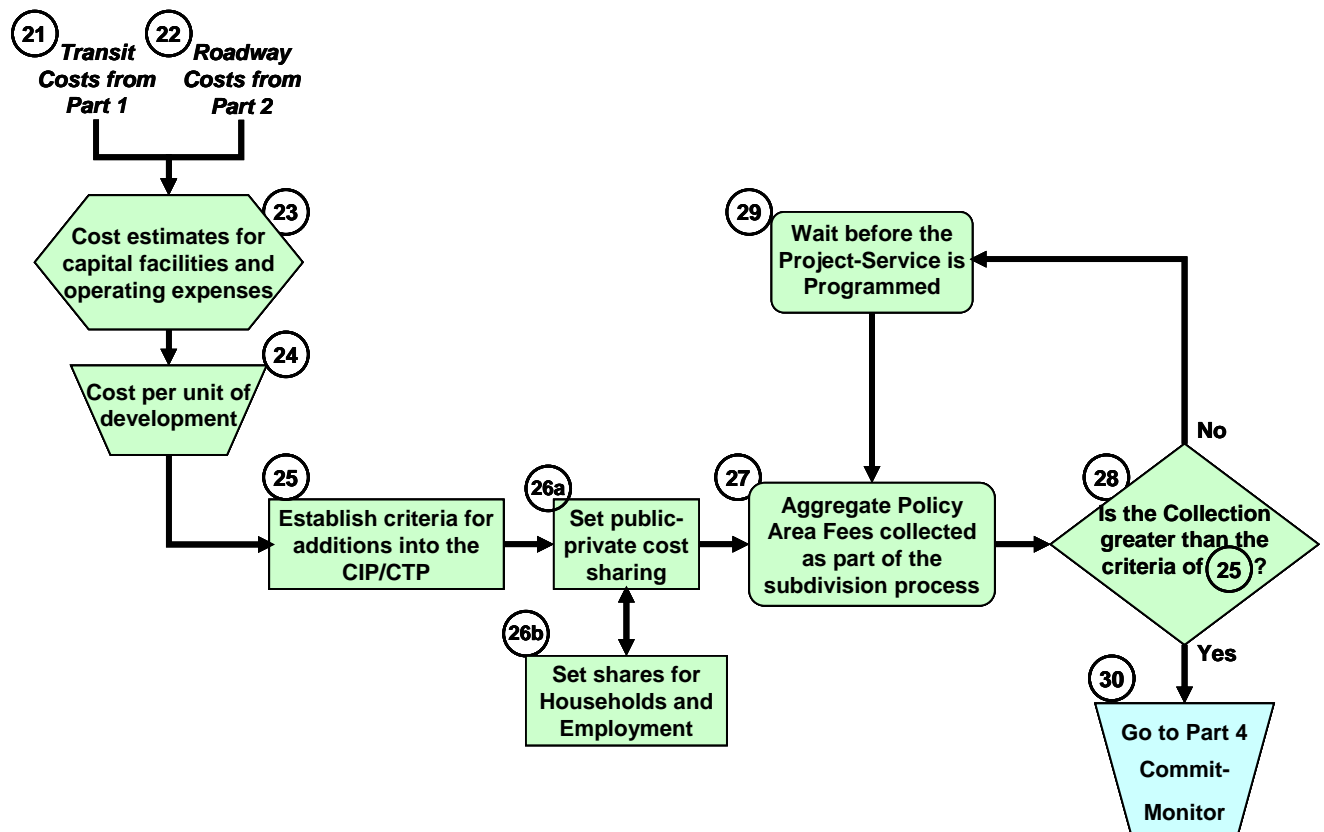 21
Transit
Costs from
Part 1
22
Roadway
Costs from
Part 2
23
Cost estimates for
capital facilities and
operating expenses
24
Cost per unit of
development
25
Establish criteria for
additions into the
CIP/CTP
26a
Set public-
private cost
sharing
26b
Set shares for
Households and
Employment
27
Aggregate Policy
Area Fees collected
as part of the
subdivision process
28
Is the Collection
greater than the
criteria of 25 ?
No
29
Wait before the
Project-Service is
Programmed
Yes
30
Go to Part 4
Commit-
Monitor